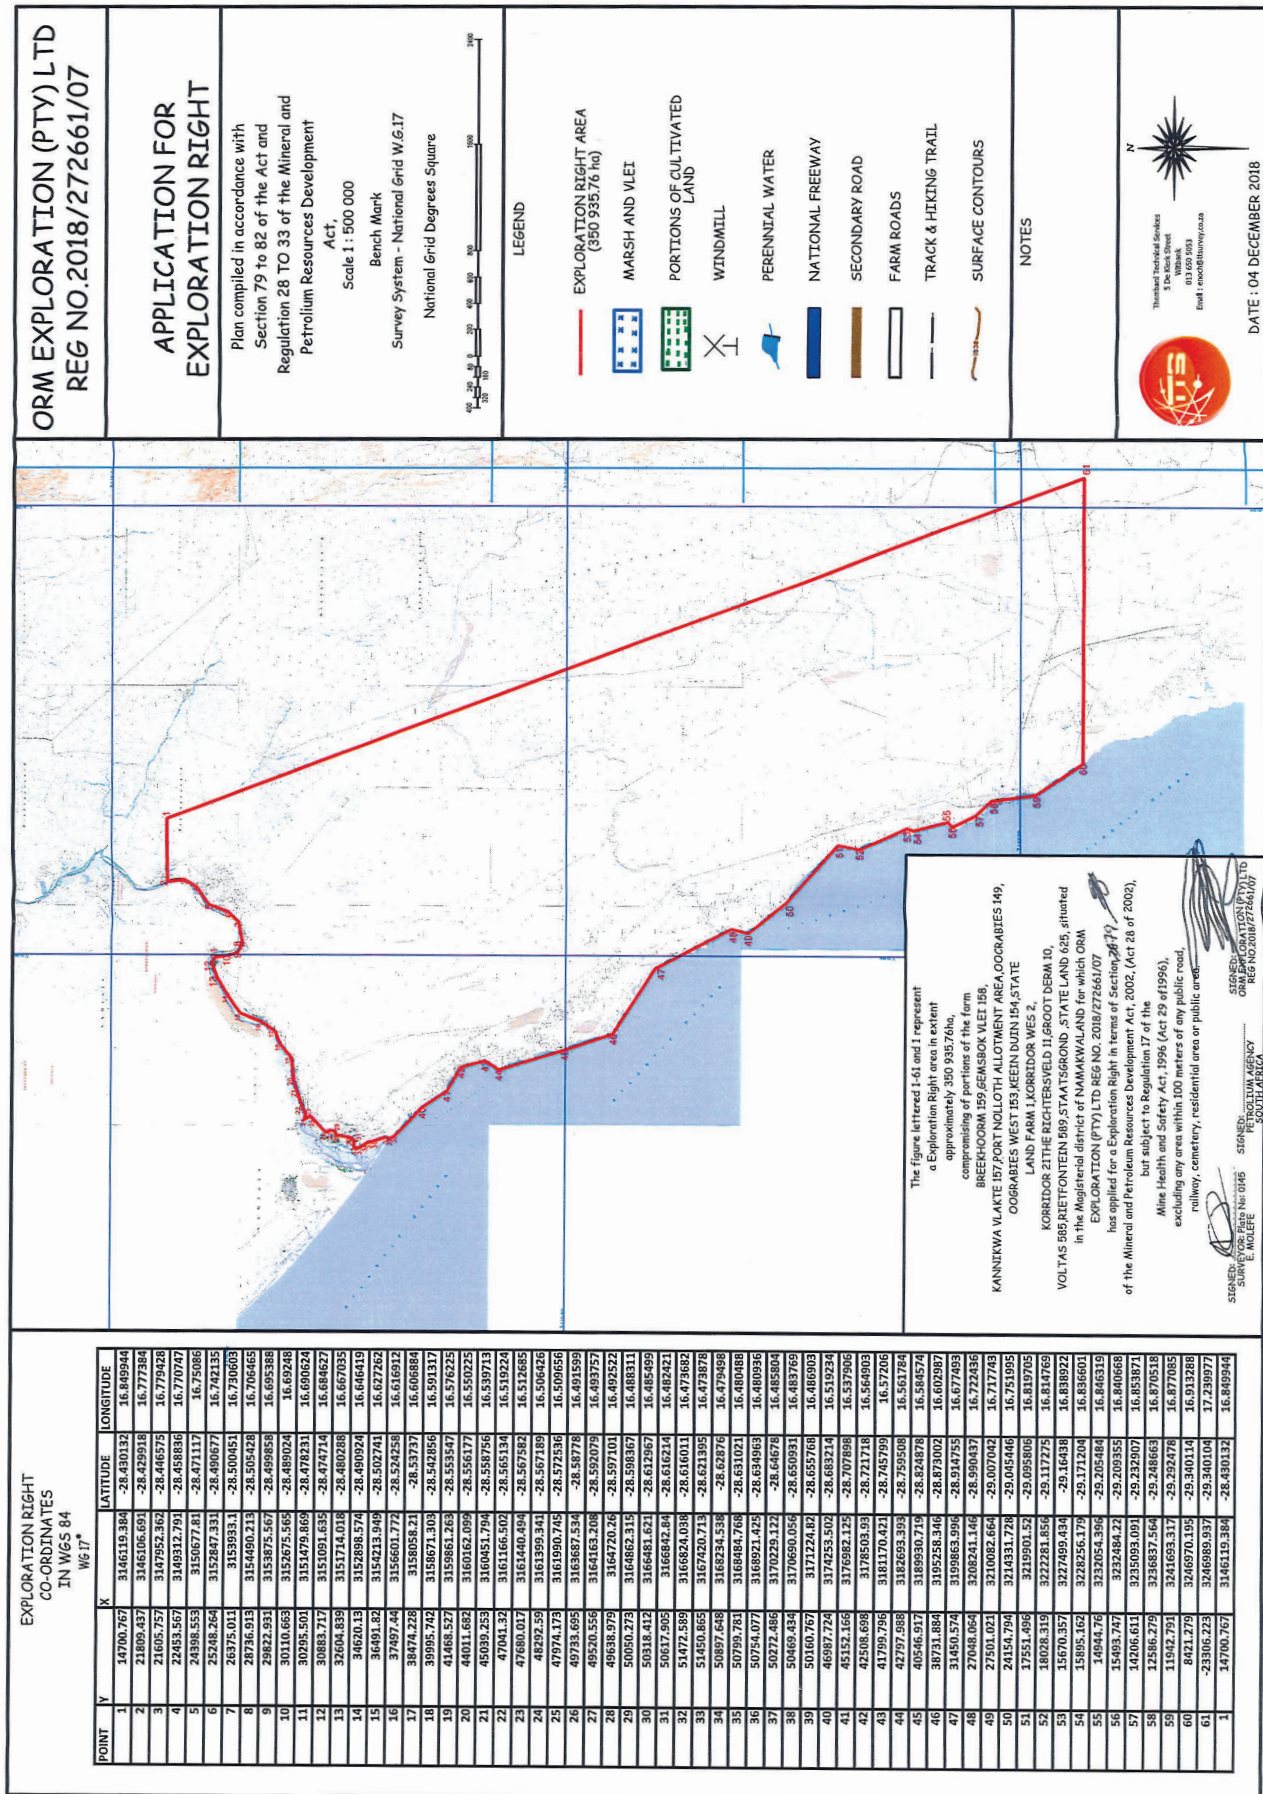 ORM EXPLORATION (PTY) LTD
REG NO.2018/272661/07
APPLICATION FOR
EXPLORATION RIGHT
Plan compiled in accordance with
Section 79 to 82 of the Act and
Regulation 28 TO 33 of the Mineral and
Petrolium Resources Development
Act,
Scale 1 : 500 000
Bench Mark
Survey System - National Grid W.G.17
National Grid Degrees Square
LEGEND
EXPLORATION RIGHT AREA
(350 935.76 ha)
MARSH AND VLEI
PORTIONS OF CULTIVATED
LAND
WINDMILL
PERENNIAL WATER
NATIONAL FREEWAY
SECONDARY ROAD
FARM ROADS
TRACK & HIKING TRAIL
SURFACE CONTOURS
NOTES
N
Thembani Technical Services
5 De Klerk Street
Witbank
013 650 5053
DATE : 04 DECEMBER 2018
The figure lettered 1-61 and 1 represent
a Exploration Right area in extent
approximately 350 935.76ha,
compromising of portions of the farm
BREEKHOORM 159,GEMSBOK VLEI 158,
KANNIKWA VLAKTE 157,PORT NOLLOTH ALLOTMENT AREA,OOGRABIES 149,
OOGRABIES WEST 153,KEEIN DUIN 154,STATE
LAND FARM 1,KORRIDOR WES 2,
KORRIDOR 21THE RICHTERSVELD 11,GROOT DERM 10,
VOLTAS 585,RIETFONTEIN 589,STAATSGROND ,STATE LAND 625, situated
in the Magisterial district of NAMAKWALAND for which ORM
EXPLORATION (PTY) LTD REG NO. 2018/272661/07
has applied for a Exploration Right in terms of Section 79
of the Mineral and Petroleum Resources Development Act, 2002, (Act 28 of 2002),
but subject to Regulation 17 of the
Mine Health and Safety Act, 1996 (Act 29 of1996),
excluding any area within 100 meters of any public road,
railway, cemetery, residential area or public area.
SIGNED:
SURVEYOR: Plato No: 0145
E. MOLEFE
SIGNED:
PETROLIUM AGENCY
SOUTH AFRICA
SIGNED:
ORM EXPLORATION (PTY) LTD
REG NO.2018/272661/07
EXPLORATION RIGHT
CO-ORDINATES
IN WGS 84
WG 17°
POINT Y X LATITUDE LONGITUDE
1 14700.767 3146119.384 -28.430132 16.849944
2 21809.437 3146106.691 -28.429918 16.777384
3 21605.757 3147952.362 -28.446575 16.779428
4 22453.567 3149312.791 -28.458836 16.770747
5 24398.553 3150677.81 -28.471117 16.75086
6 25248.264 3152847.331 -28.490677 16.742135
7 26375.011 3153933.1 -28.500451 16.730603
8 28736.913 3154490.213 -28.505428 16.706465
9 29822.931 3153875.567 -28.499858 16.695388
10 30110.663 3152675.565 -28.489024 16.69248
11 30295.501 3151479.869 -28.478231 16.690624
12 30883.717 3151091.635 -28.474714 16.684627
13 32604.839 3151714.018 -28.480288 16.667035
14 34620.13 3152898.574 -28.490924 16.646419
15 36491.82 3154213.949 -28.502741 16.627262
16 37497.44 3156601.772 -28.524258 16.616912
17 38474.228 3158058.21 -28.53737 16.606884
18 39995.742 3158671.303 -28.542856 16.591317
19 41468.527 3159861.263 -28.553547 16.576225
20 44011.682 3160162.099 -28.556177 16.550225
21 45039.253 3160451.794 -28.558756 16.539713
22 47041.32 3161166.502 -28.565134 16.519224
23 47680.017 3161440.494 -28.567582 16.512685
24 48292.59 3161399.341 -28.567189 16.506426
25 47974.173 3161990.745 -28.572536 16.509656
26 49733.695 3163687.534 -28.58778 16.491599
27 49520.556 3164163.208 -28.592079 16.493757
28 49638.979 3164720.26 -28.597101 16.492522
29 50050.273 3164862.315 -28.598367 16.488311
30 50318.412 3166481.621 -28.612967 16.485499
31 50617.905 3166842.84 -28.616214 16.482421
32 51472.589 3166824.038 -28.616011 16.473682
33 51450.865 3167420.713 -28.621395 16.473878
34 50897.648 3168234.538 -28.62876 16.479498
35 50799.781 3168484.768 -28.631021 16.480488
36 50754.077 3168921.425 -28.634963 16.480936
37 50272.486 3170229.122 -28.64678 16.485804
38 50469.434 3170690.056 -28.650931 16.483769
39 50160.767 3171224.82 -28.655768 16.486903
40 46987.724 3174253.502 -28.683214 16.519234
41 45152.166 3176982.125 -28.707898 16.537906
42 42508.698 3178503.93 -28.721718 16.564903
43 41799.796 3181170.421 -28.745799 16.57206
44 42797.988 3182693.393 -28.759508 16.561784
45 40546.917 3189930.719 -28.824878 16.584574
46 38731.884 3195258.346 -28.873002 16.602987
47 31450.574 3199863.996 -28.914755 16.677493
48 27048.064 3208241.146 -28.990437 16.722436
49 27501.021 3210082.664 -29.007042 16.717743
50 24154.794 3214331.728 -29.045446 16.751995
51 17551.496 3219901.52 -29.095806 16.819705
52 18028.319 3222281.856 -29.117275 16.814769
53 15670.357 3227499.434 -29.16438 16.838922
54 15895.162 3228256.179 -29.171204 16.836601
55 14944.76 3232054.396 -29.205484 16.846319
56 15493.747 3232484.22 -29.209355 16.840668
57 14206.611 3235093.091 -29.232907 16.853871
58 12586.279 3236837.564 -29.248663 16.870518
59 11942.791 3241693.317 -29.292478 16.877085
60 8421.279 3246970.195 -29.340114 16.913288
61 -23306.223 3246989.937 -29.340104 17.239977
1 14700.767 3146119.384 -28.430132 16.849944